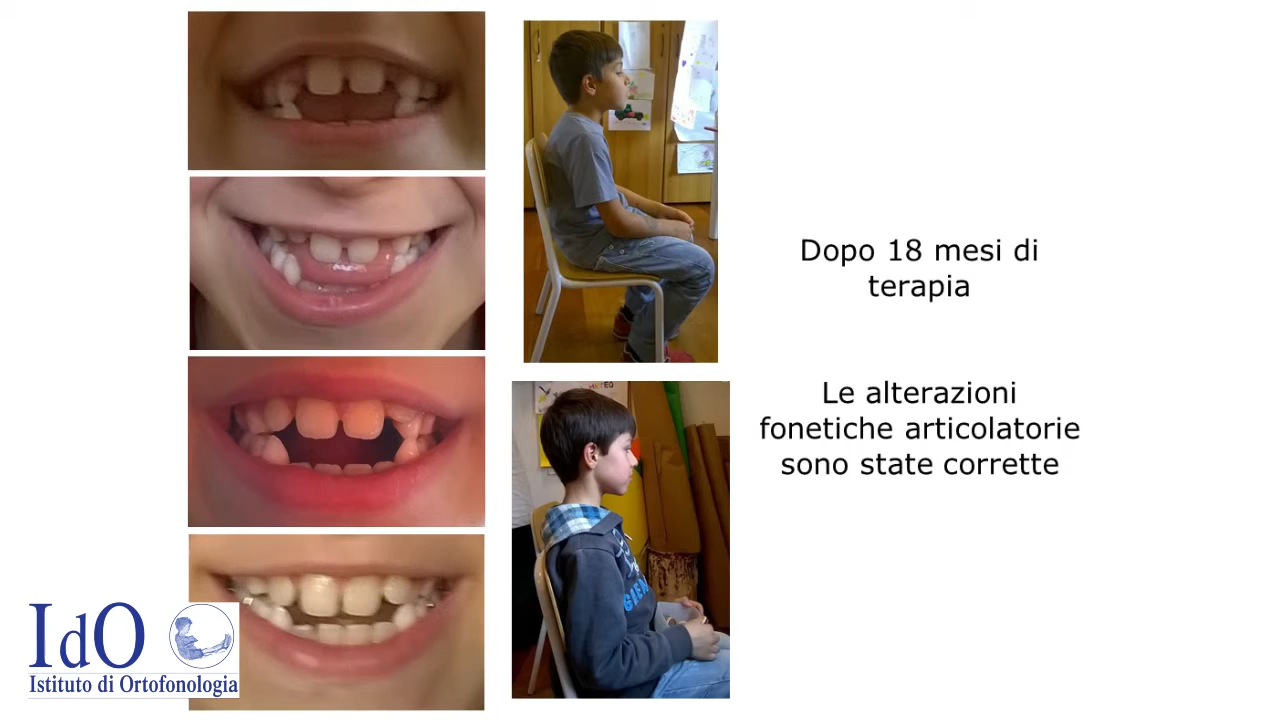 Dopo 18 mesi di
terapia
Le alterazioni
fonetiche articolatorie
sono state corrette
IdO
Istituto di Ortofonologia